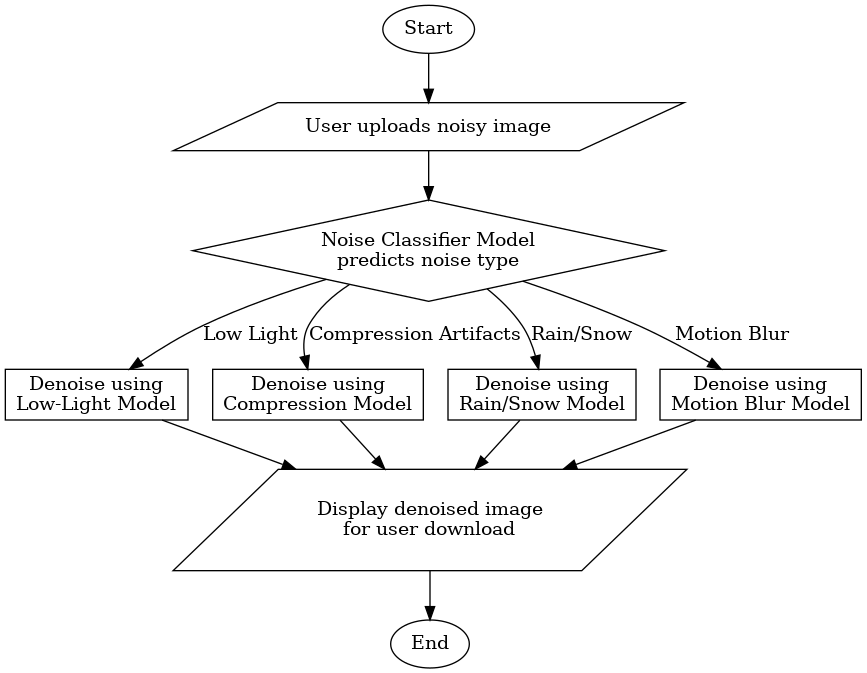 Start
User uploads noisy image
Noise Classifier Model
predicts noise type
Low Light
Compression Artifacts
Rain/Snow
Motion Blur
Denoise using
Low-Light Model
Denoise using
Compression Model
Denoise using
Rain/Snow Model
Denoise using
Motion Blur Model
Display denoised image
for user download
End